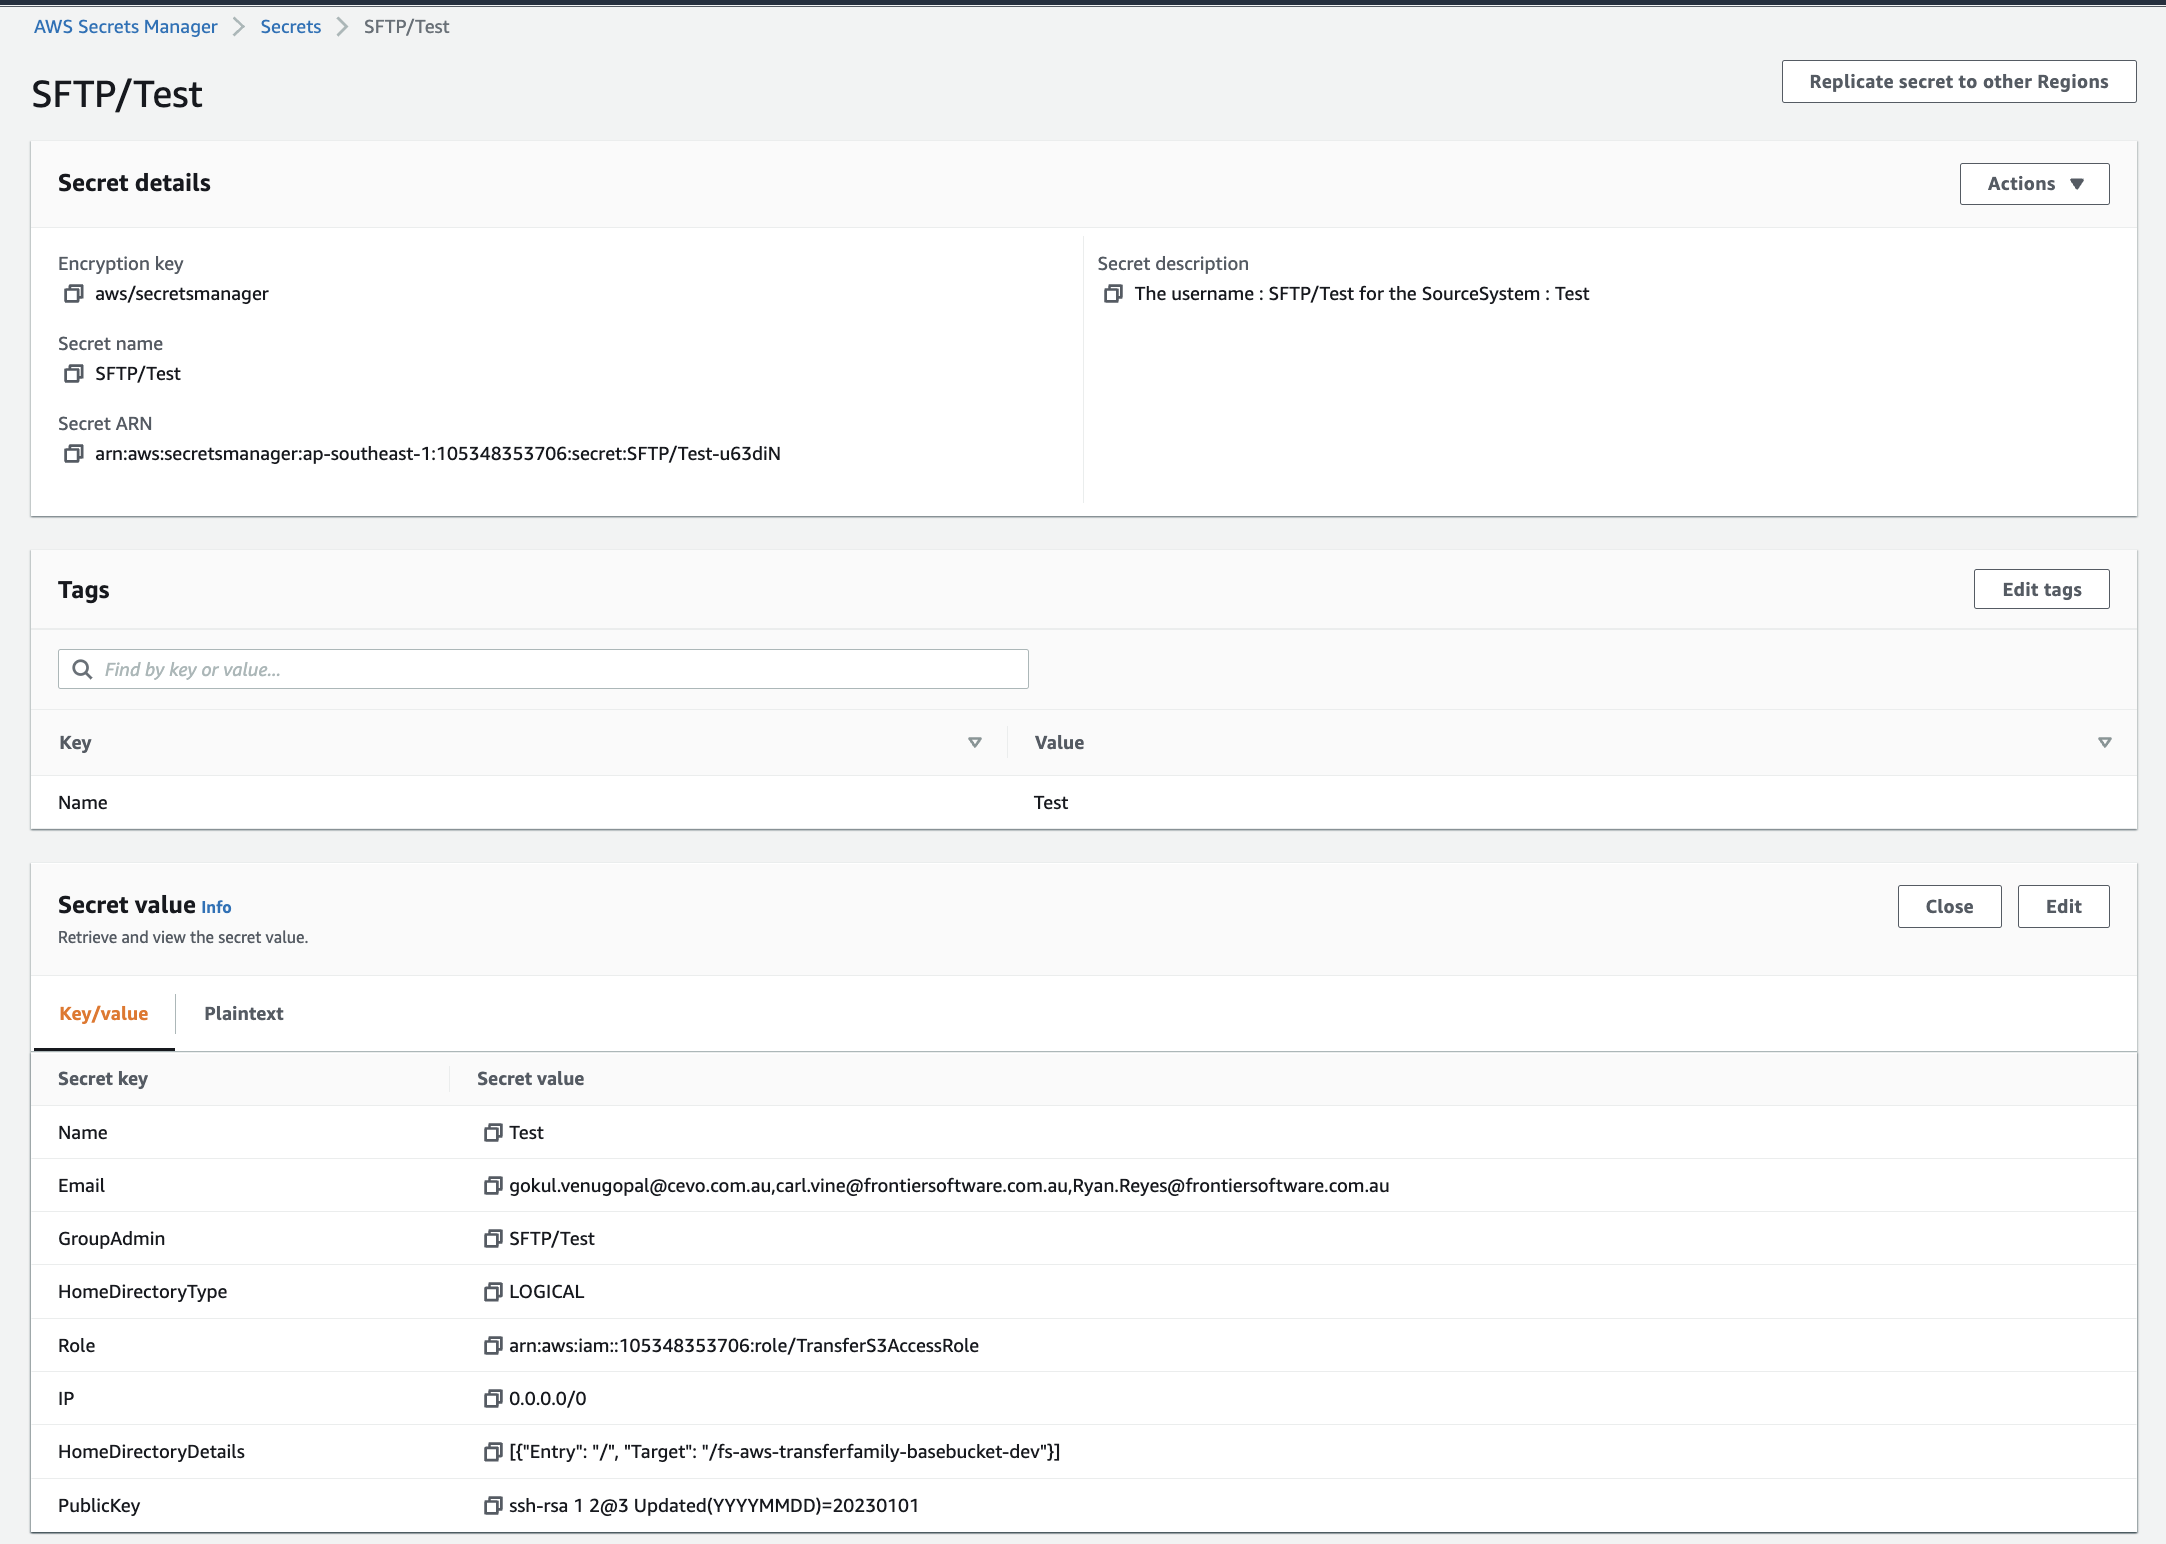 AWS Secrets Manager > Secrets > SFTP/Test
SFTP/Test
Replicate secret to other Regions
Secret details
Actions
Encryption key
aws/secretsmanager
Secret description
The username : SFTP/Test for the SourceSystem : Test
Secret name
SFTP/Test
Secret ARN
arn:aws:secretsmanager:ap-southeast-1:105348353706:secret:SFTP/Test-u63diN
Tags
Edit tags
Find by key or value...
Key Value
Name Test
Secret value Info
Close
Edit
Retrieve and view the secret value.
Key/value Plaintext
Secret key Secret value
Name Test
Email gokul.venugopal@cevo.com.au,carl.vine@frontiersoftware.com.au,Ryan.Reyes@frontiersoftware.com.au
GroupAdmin SFTP/Test
HomeDirectoryType LOGICAL
Role arn:aws:iam::105348353706:role/TransferS3AccessRole
IP 0.0.0.0/0
HomeDirectoryDetails [{"Entry": "/", "Target": "/fs-aws-transferfamily-basebucket-dev"}]
PublicKey ssh-rsa 1 2@3 Updated(YYYYMMDD)=20230101